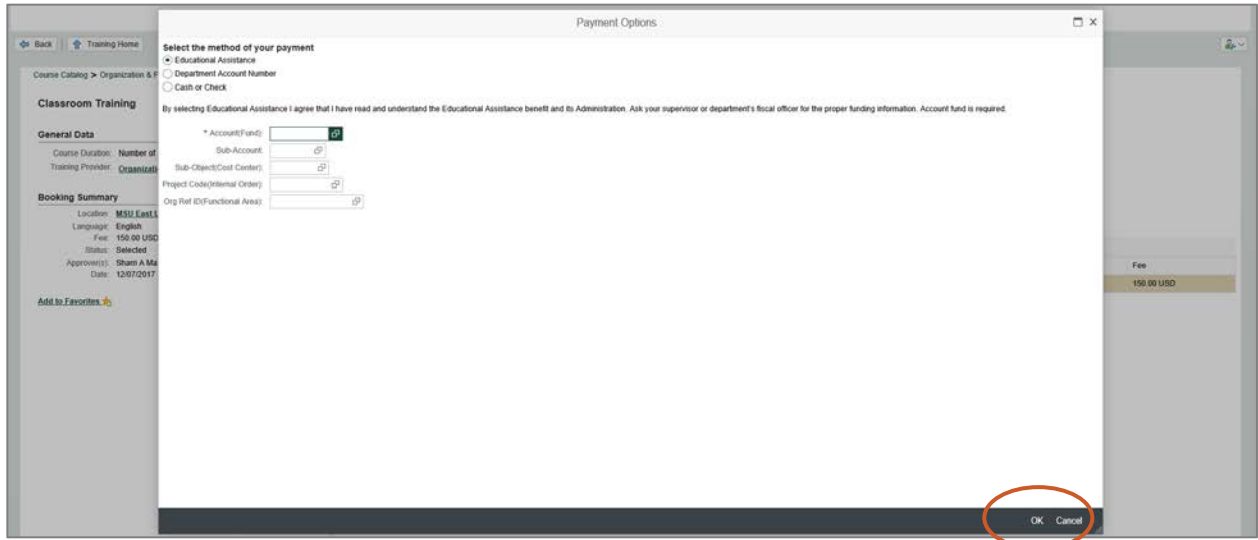 Payment Options
Back
Training Home
Select the method of your payment
Educational Assistance
Department Account Number
Cash or Check
By selecting Educational Assistance I agree that I have read and understand the Educational Assistance benefit and its Administration. Ask your supervisor or department's fiscal officer for the proper funding information. Account fund is required.
* Account(Fund):
Sub-Account:
Sub-Object(Cost Center):
Project Code(Internal Order):
Org Ref ID(Functional Area):
Course Catalog > Organization &
Classroom Training
General Data
Course Duration: Number of
Training Provider:
Booking Summary
Location: MSU East
Language: English
Fee: 150.00 USD
Status: Selected
Approver(s):
Date: 12/07/2017
Add to Favorites
Fee
150.00 USD
OK Cancel